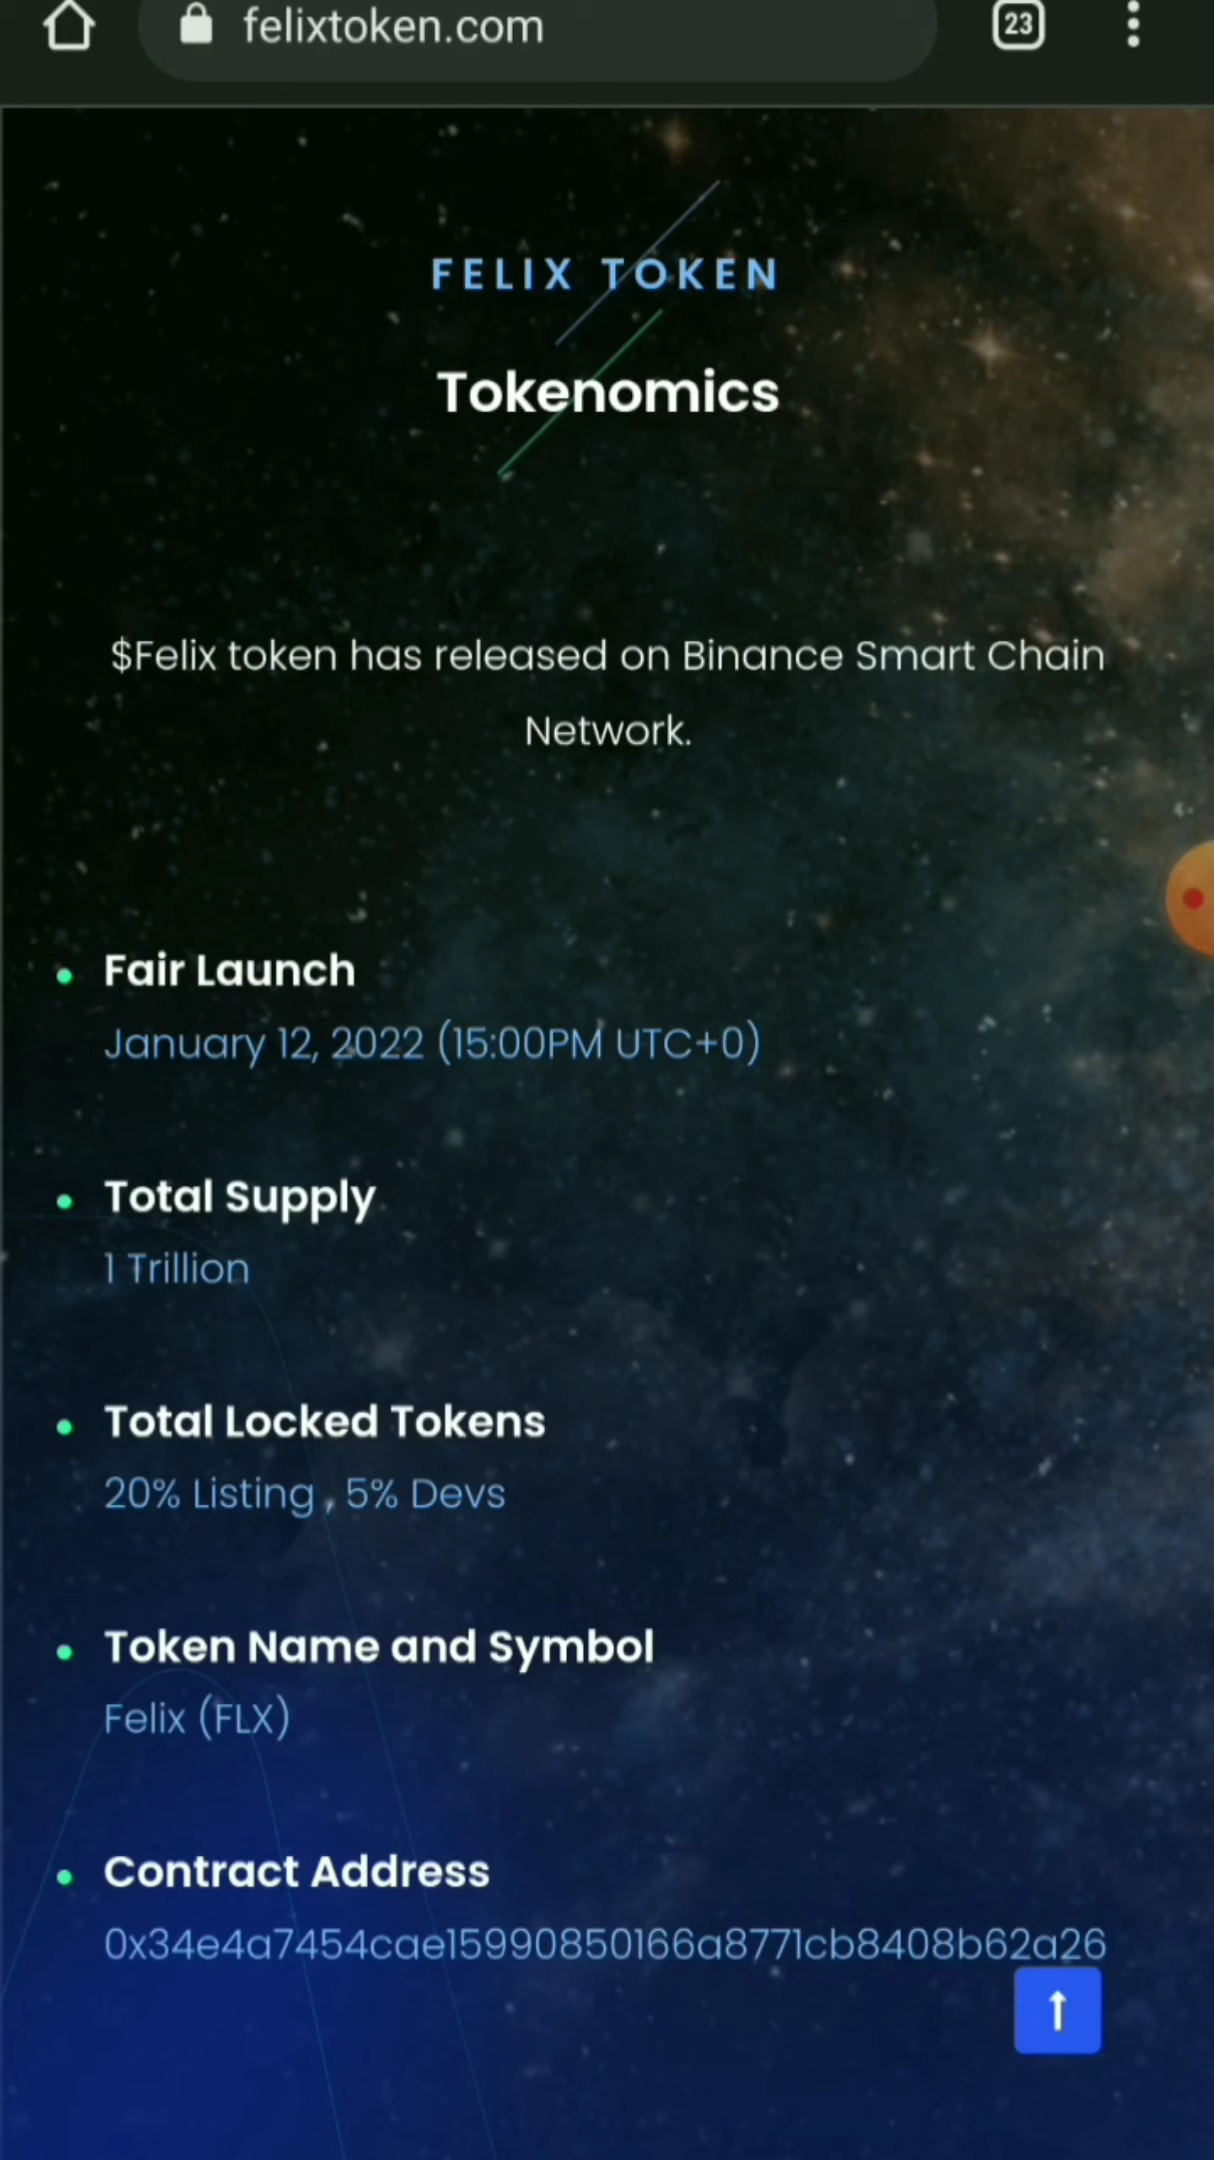 felixtoken.com
23
FELIX TOKEN
Tokenomics
$Felix token has released on Binance Smart Chain
Network.
Fair Launch
January 12, 2022 (15:00PM UTC+0)
Total Supply
1 Trillion
Total Locked Tokens
20% Listing , 5% Devs
Token Name and Symbol
Felix (FLX)
Contract Address
0x34e4a7454cae15990850166a8771cb8408b62a26